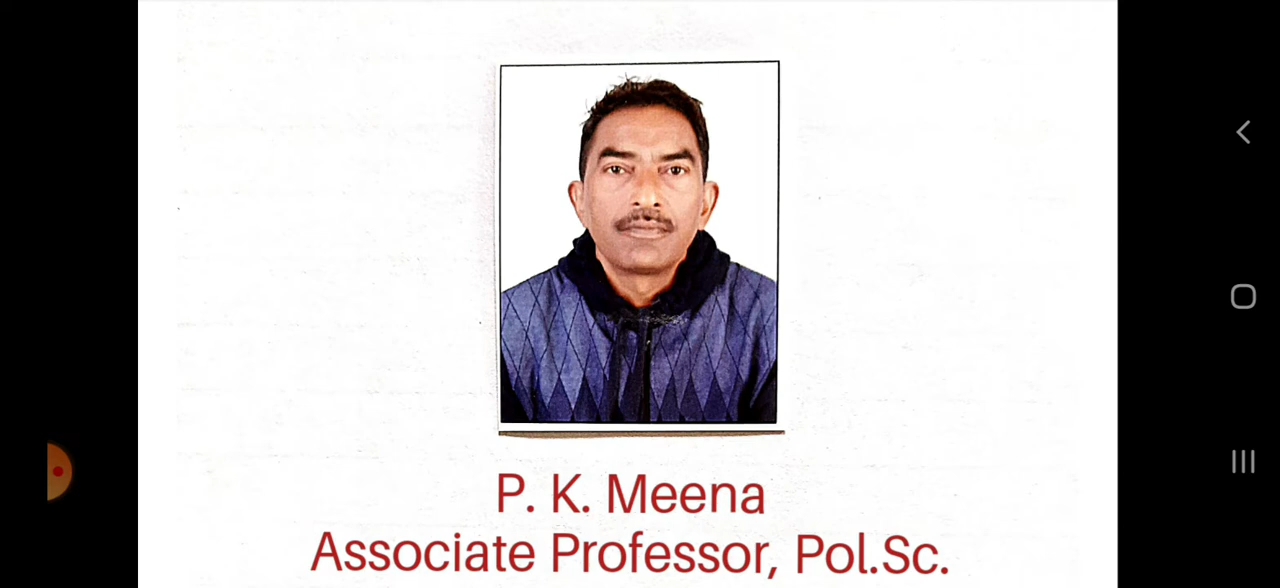 P. K. Meena
Associate Professor, Pol.Sc.